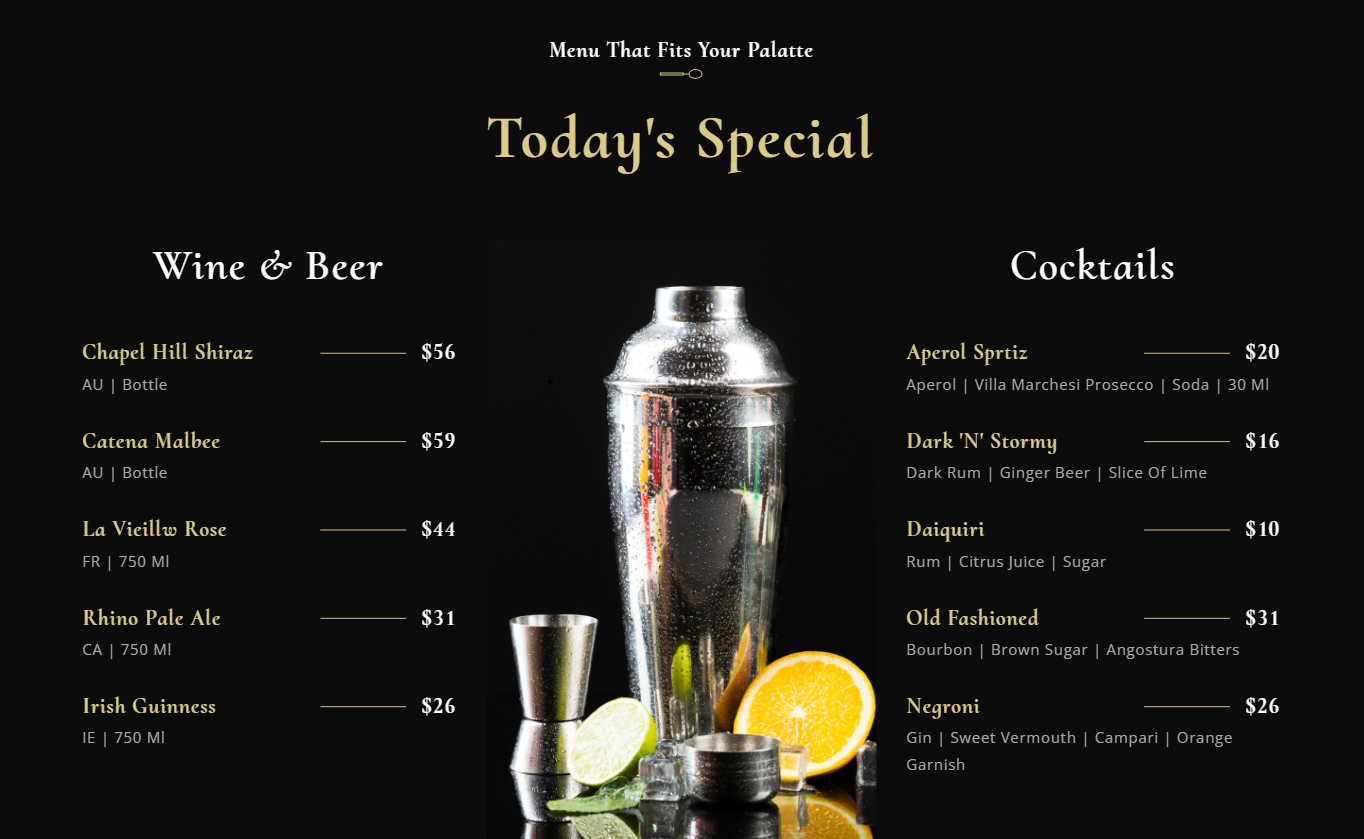 Menu That Fits Your Palatte
Today's Special
Wine & Beer
Chapel Hill Shiraz $56
AU | Bottle
Catena Malbee $59
AU | Bottle
La Vieillw Rose $44
FR | 750 Ml
Rhino Pale Ale $31
CA | 750 Ml
Irish Guinness $26
IE | 750 Ml
Cocktails
Aperol Sprtiz $20
Aperol | Villa Marchesi Prosecco | Soda | 30 Ml
Dark 'N' Stormy $16
Dark Rum | Ginger Beer | Slice Of Lime
Daiquiri $10
Rum | Citrus Juice | Sugar
Old Fashioned $31
Bourbon | Brown Sugar | Angostura Bitters
Negroni $26
Gin | Sweet Vermouth | Campari | Orange
Garnish